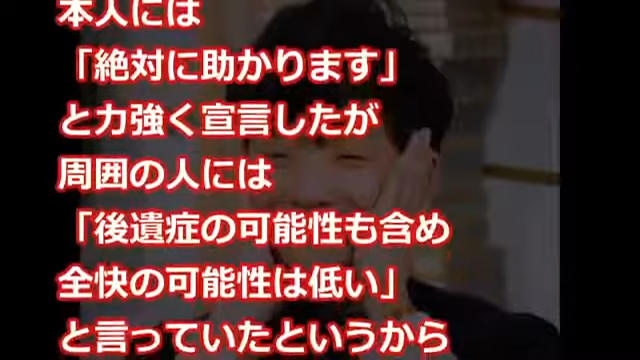 本人には
「絶対に助かります」
と力強く宣言したが
周囲の人には
「後遺症の可能性も含め
全快の可能性は低い」
と言っていたというから